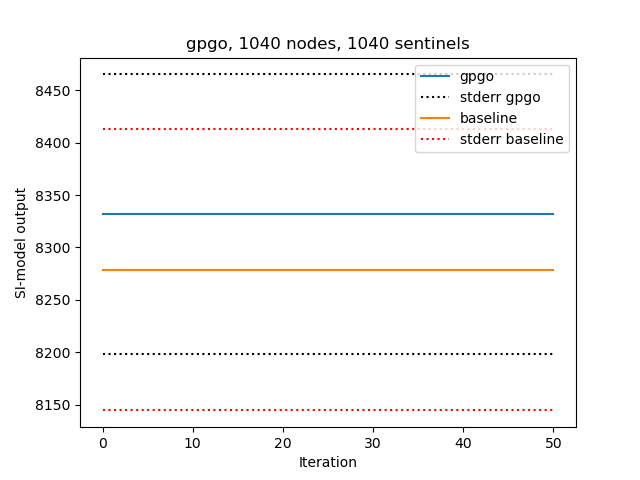 gpgo, 1040 nodes, 1040 sentinels
8450
8400
8350
8300
8250
8200
8150
SI-model output
gpgo
stderr gpgo
baseline
stderr baseline
0 10 20 30 40 50
Iteration